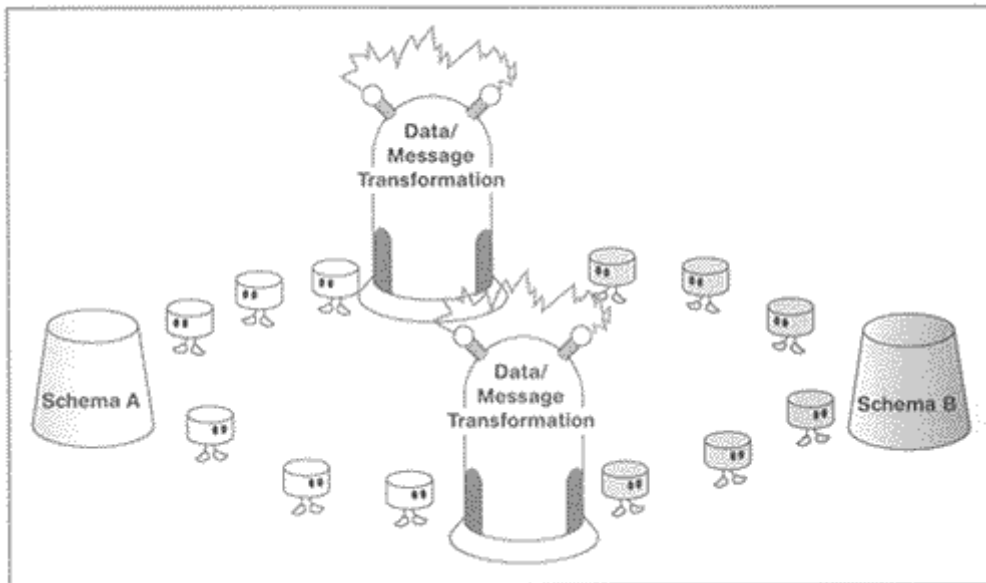 Data/
Message
Transformation
Schema A
Data/
Message
Transformation
Schema B